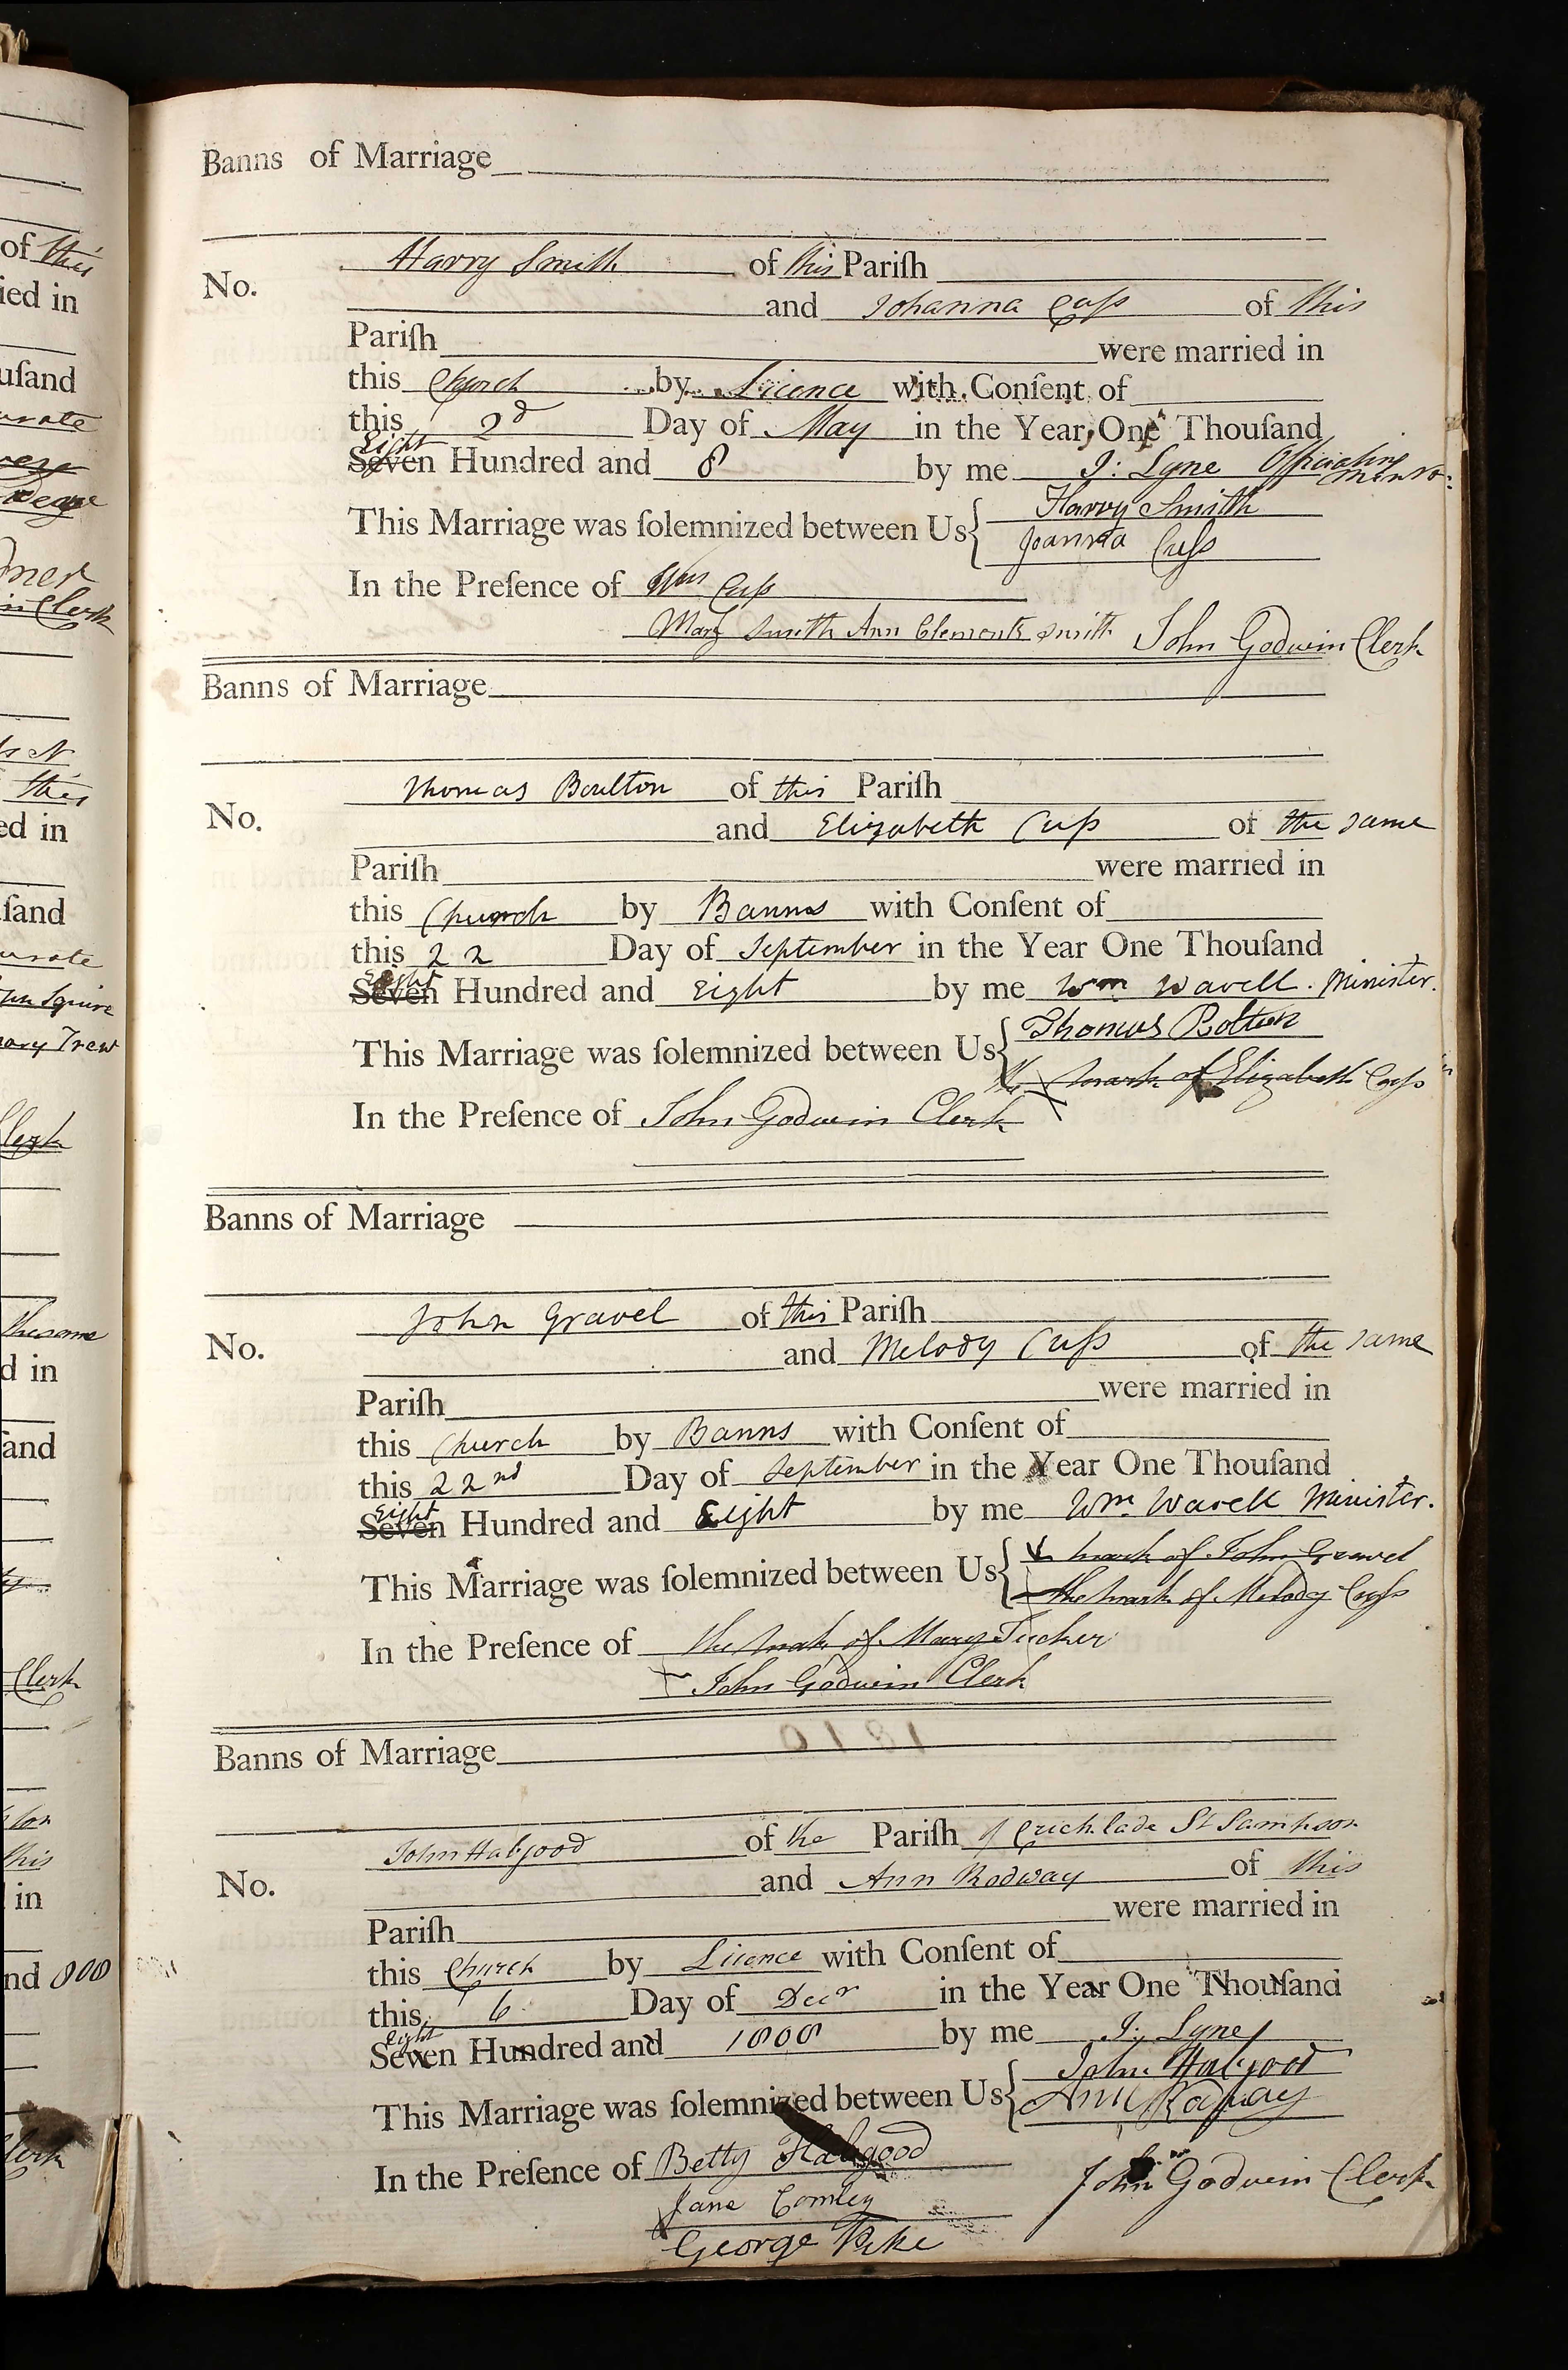 Banns of Marriage
Harry Smith of this Pariſh
No.
and Johanna Cuſs of this
Pariſh were married in
this Church by Licence with Conſent of
this 2d Day of May in the Year One Thouſand
Eight
Seven Hundred and 8 by me J: Lyne Officiating
Minr:
Harry Smith
This Marriage was ſolemnized between Us
Joanna Cuſs
In the Preſence of Wm Cuſs
Mary Smith Ann Clements Smith John Godwin Clerk
Banns of Marriage
Thomas Boulton of this Pariſh
No.
and Elizabeth Cuſs of the same
Pariſh were married in
this Church by Banns with Conſent of
this 22 Day of September in the Year One Thouſand
Eight
Seven Hundred and Eight by me Wm Wavell. Minister.
Thomas Bolton
This Marriage was ſolemnized between Us
the X mark of Elizabeth Cuſs
In the Preſence of John Godwin Clerk
Banns of Marriage
John Gravel of this Pariſh
No.
and Melody Cuſs of the same
Pariſh were married in
this Church by Banns with Conſent of
this 22nd Day of September in the Year One Thouſand
Eight
Seven Hundred and Eight by me Wm Wavell Minister.
mark of John Gravel
This Marriage was ſolemnized between Us
the mark of Melody Cuſs
In the Preſence of the mark of Mary Tucker
John Godwin Clerk
Banns of Marriage
John Habgood of the Pariſh of Cricklade St Sampson
No.
and Ann Rodway of this
Pariſh were married in
this Church by Licence with Conſent of
this 6 Day of Decr in the Year One Thouſand
Eight
Seven Hundred and 1808 by me J: Lyne
John Habgood
This Marriage was ſolemnized between Us
Ann Rodway
In the Preſence of Betty Habgood
John Godwin Clerk
Jane Comley
George Pike